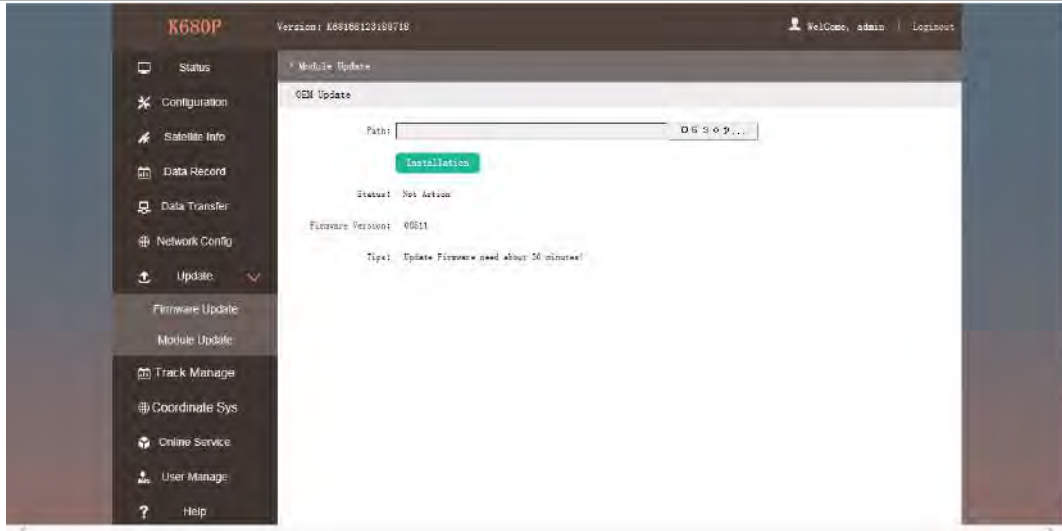 K680P
Version: K68168123198718
WelCome, admin | Loginout
Status
Configuration
Satellite Info
Data Record
Data Transfer
Network Config
Update
Firmware Update
Module Update
Track Manage
Coordinate Sys
Online Service
User Manage
Help
> Module Update
OEM Update
Path:
Installation
Status: Not Action
Firmware Version: 00511
Tips: Update Firmware need about 30 minutes!